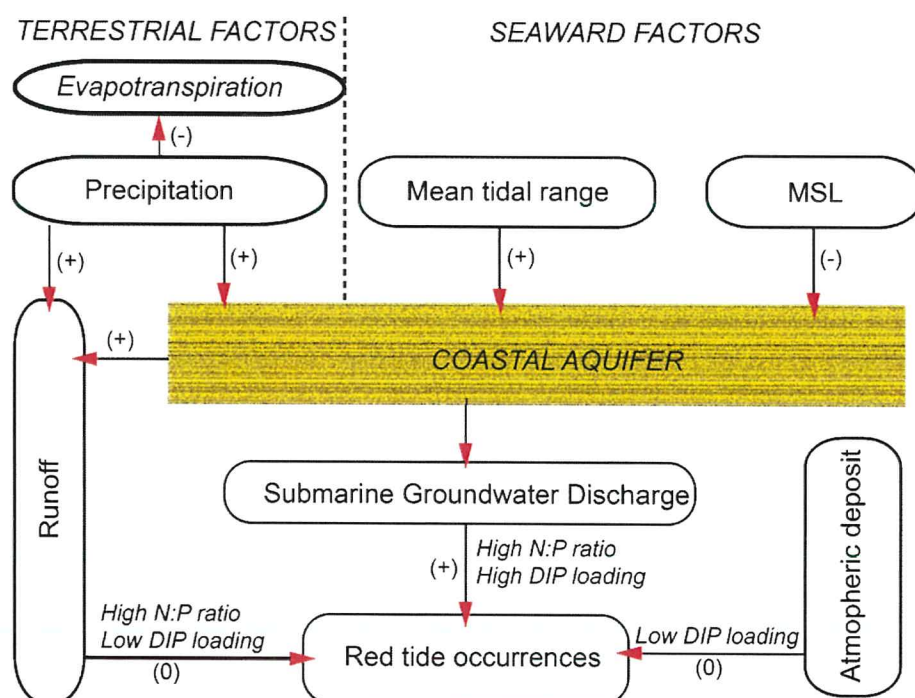 TERRESTRIAL FACTORS
SEAWARD FACTORS
Evapotranspiration
(-)
Precipitation
Mean tidal range
MSL
(+)
(+)
(+)
(-)
(+)
COASTAL AQUIFER
Submarine Groundwater Discharge
Runoff
Atmopheric deposit
(+)
High N:P ratio
High DIP loading
High N:P ratio
Low DIP loading
(0)
Red tide occurrences
Low DIP loading
(0)